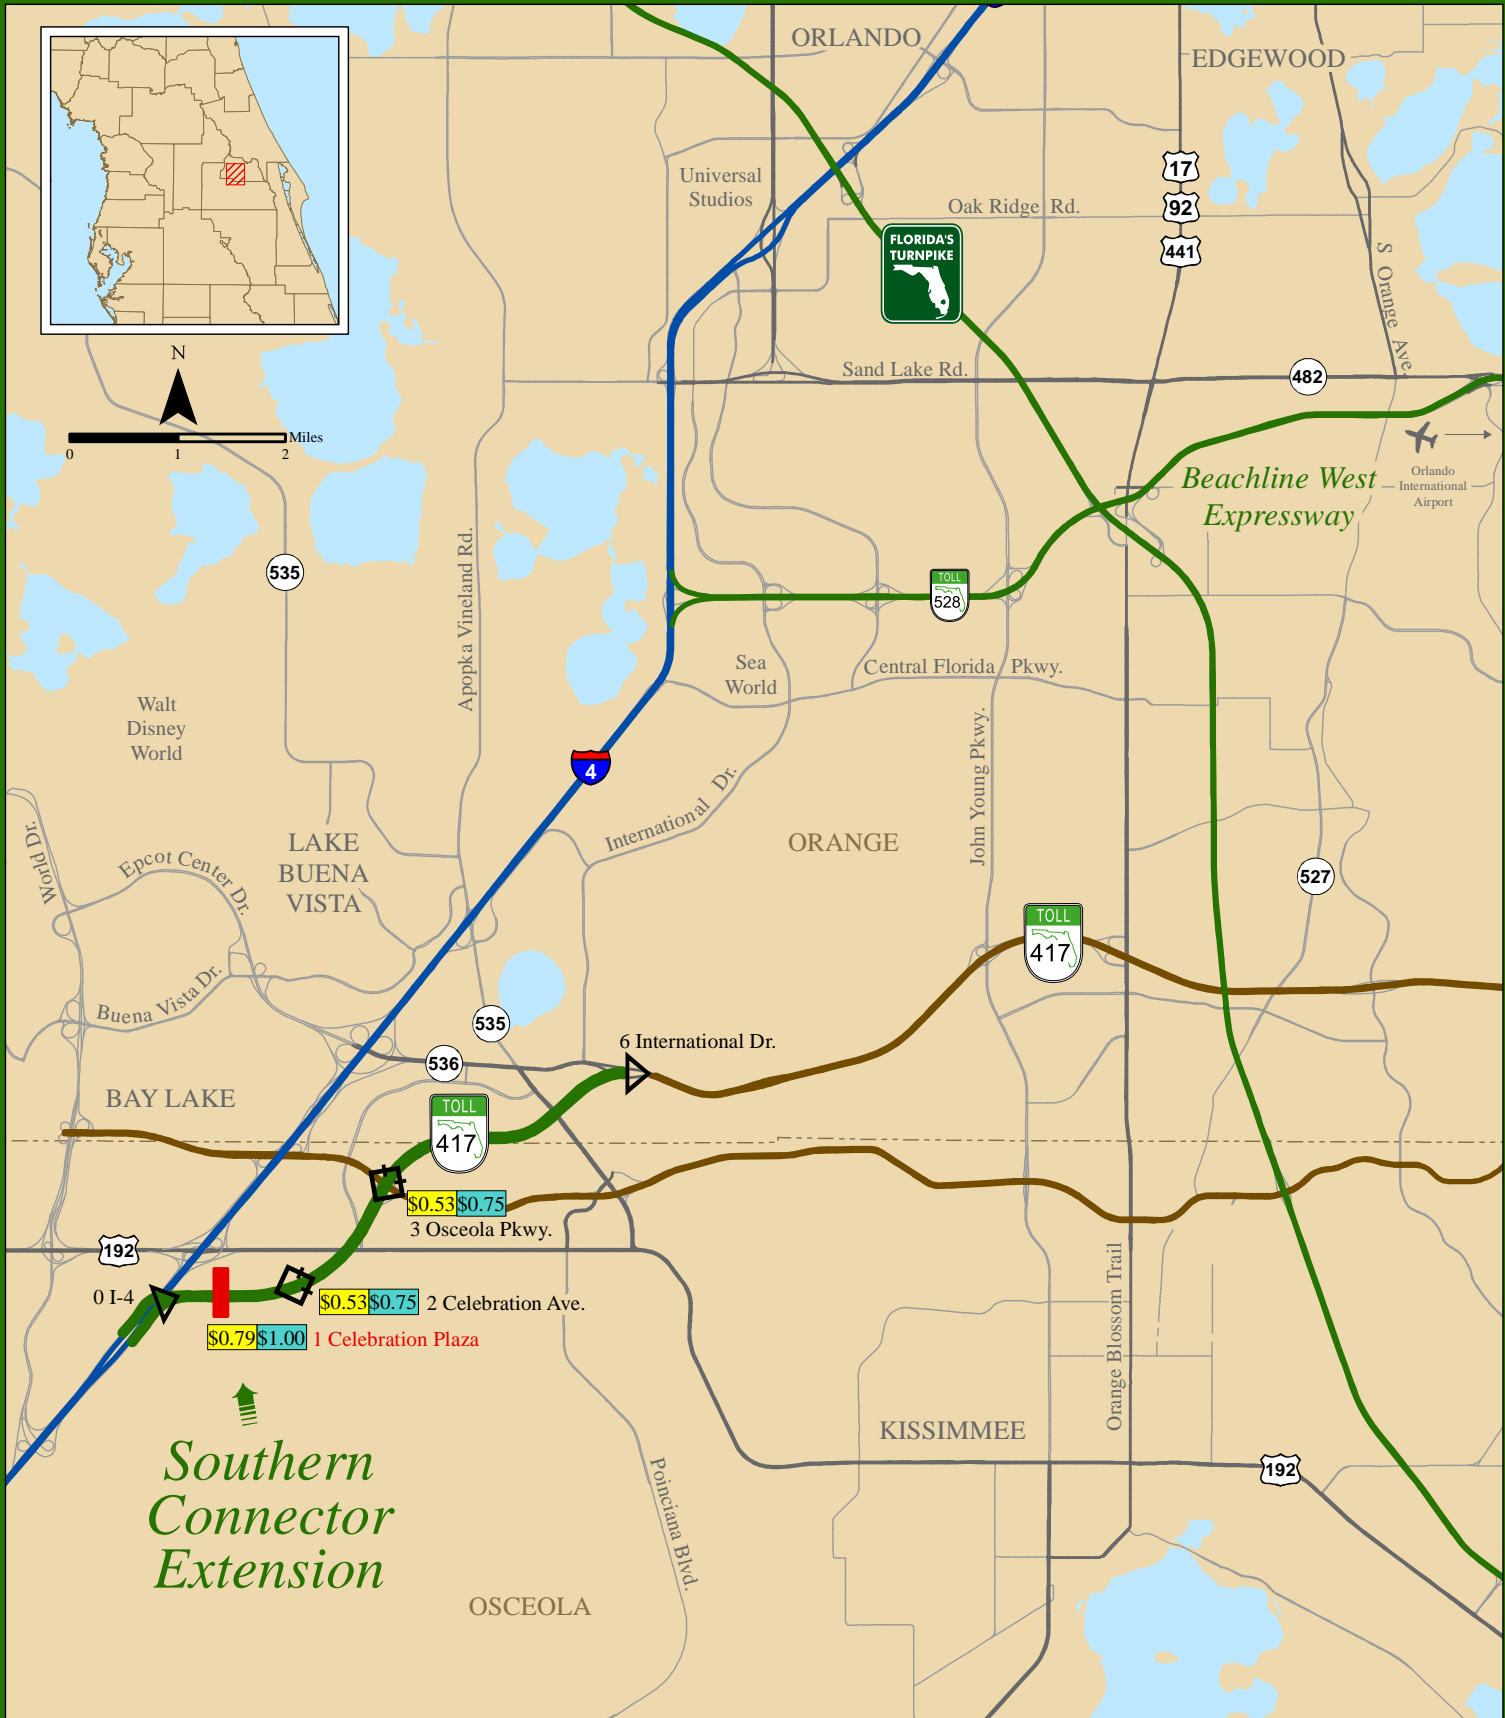 ORLANDO
EDGEWOOD
17
92
441
Universal
Studios
Oak Ridge Rd.
FLORIDA'S
TURNPIKE
S Orange Ave.
N
Miles
0 1 2
Sand Lake Rd.
482
Orlando
International
Airport
Beachline West
Expressway
535
Apopka Vineland Rd.
TOLL
528
Sea
World
Central Florida Pkwy.
Walt
Disney
World
4
John Young Pkwy.
International Dr.
World Dr.
Epcot Center Dr.
LAKE
BUENA
VISTA
ORANGE
527
TOLL
417
Buena Vista Dr.
535
536
6 International Dr.
BAY LAKE
TOLL
417
$0.53 $0.75
3 Osceola Pkwy.
192
0 I-4
$0.53 $0.75 2 Celebration Ave.
$0.79 $1.00 1 Celebration Plaza
Orange Blossom Trail
KISSIMMEE
192
Southern
Connector
Extension
Poinciana Blvd.
OSCEOLA